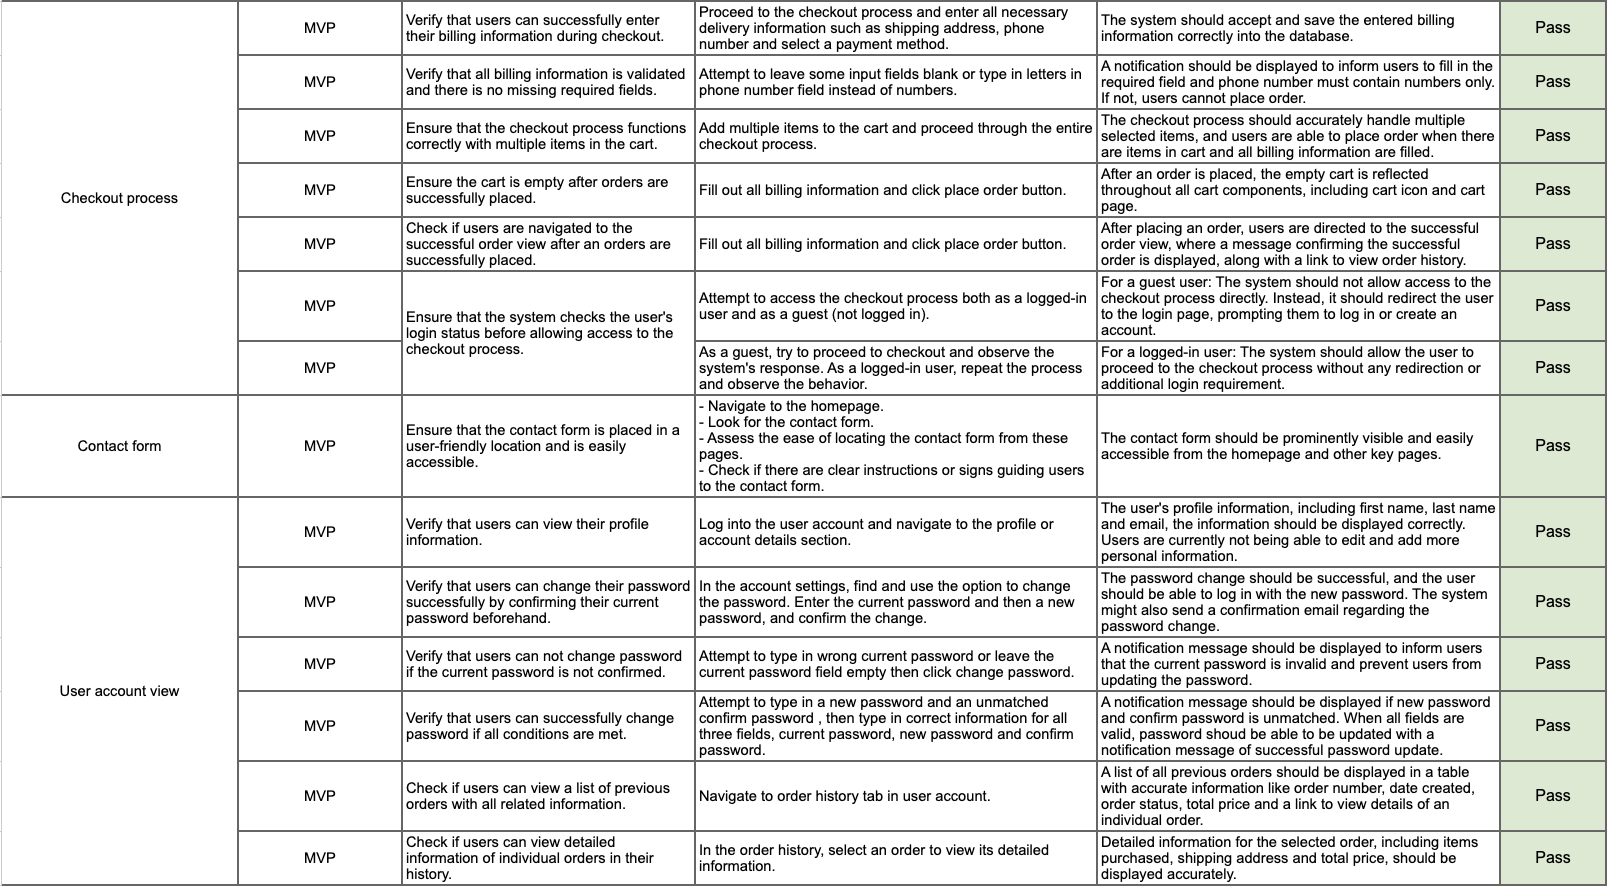 Checkout process
MVP
Verify that users can successfully enter
their billing information during checkout.
Proceed to the checkout process and enter all necessary
delivery information such as shipping address, phone
number and select a payment method.
The system should accept and save the entered billing
information correctly into the database.
Pass
MVP
Verify that all billing information is validated
and there is no missing required fields.
Attempt to leave some input fields blank or type in letters in
phone number field instead of numbers.
A notification should be displayed to inform users to fill in the
required field and phone number must contain numbers only.
If not, users cannot place order.
Pass
MVP
Ensure that the checkout process functions
correctly with multiple items in the cart.
Add multiple items to the cart and proceed through the entire
checkout process.
The checkout process should accurately handle multiple
selected items, and users are able to place order when there
are items in cart and all billing information are filled.
Pass
MVP
Ensure the cart is empty after orders are
successfully placed.
Fill out all billing information and click place order button.
After an order is placed, the empty cart is reflected
throughout all cart components, including cart icon and cart
page.
Pass
MVP
Check if users are navigated to the
successful order view after an orders are
successfully placed.
Fill out all billing information and click place order button.
After placing an order, users are directed to the successful
order view, where a message confirming the successful
order is displayed, along with a link to view order history.
Pass
MVP
Ensure that the system checks the user's
login status before allowing access to the
checkout process.
Attempt to access the checkout process both as a logged-in
user and as a guest (not logged in).
For a guest user: The system should not allow access to the
checkout process directly. Instead, it should redirect the user
to the login page, prompting them to log in or create an
account.
Pass
MVP
As a guest, try to proceed to checkout and observe the
system's response. As a logged-in user, repeat the process
and observe the behavior.
For a logged-in user: The system should allow the user to
proceed to the checkout process without any redirection or
additional login requirement.
Pass
Contact form
MVP
Ensure that the contact form is placed in a
user-friendly location and is easily
accessible.
- Navigate to the homepage.
- Look for the contact form.
- Assess the ease of locating the contact form from these
pages.
- Check if there are clear instructions or signs guiding users
to the contact form.
The contact form should be prominently visible and easily
accessible from the homepage and other key pages.
Pass
User account view
MVP
Verify that users can view their profile
information.
Log into the user account and navigate to the profile or
account details section.
The user's profile information, including first name, last name
and email, the information should be displayed correctly.
Users are currently not being able to edit and add more
personal information.
Pass
MVP
Verify that users can change their password
successfully by confirming their current
password beforehand.
In the account settings, find and use the option to change
the password. Enter the current password and then a new
password, and confirm the change.
The password change should be successful, and the user
should be able to log in with the new password. The system
might also send a confirmation email regarding the
password change.
Pass
MVP
Verify that users can not change password
if the current password is not confirmed.
Attempt to type in wrong current password or leave the
current password field empty then click change password.
A notification message should be displayed to inform users
that the current password is invalid and prevent users from
updating the password.
Pass
MVP
Verify that users can successfully change
password if all conditions are met.
Attempt to type in a new password and an unmatched
confirm password , then type in correct information for all
three fields, current password, new password and confirm
password.
A notification message should be displayed if new password
and confirm password is unmatched. When all fields are
valid, password shoud be able to be updated with a
notification message of successful password update.
Pass
MVP
Check if users can view a list of previous
orders with all related information.
Navigate to order history tab in user account.
A list of all previous orders should be displayed in a table
with accurate information like order number, date created,
order status, total price and a link to view details of an
individual order.
Pass
MVP
Check if users can view detailed
information of individual orders in their
history.
In the order history, select an order to view its detailed
information.
Detailed information for the selected order, including items
purchased, shipping address and total price, should be
displayed accurately.
Pass